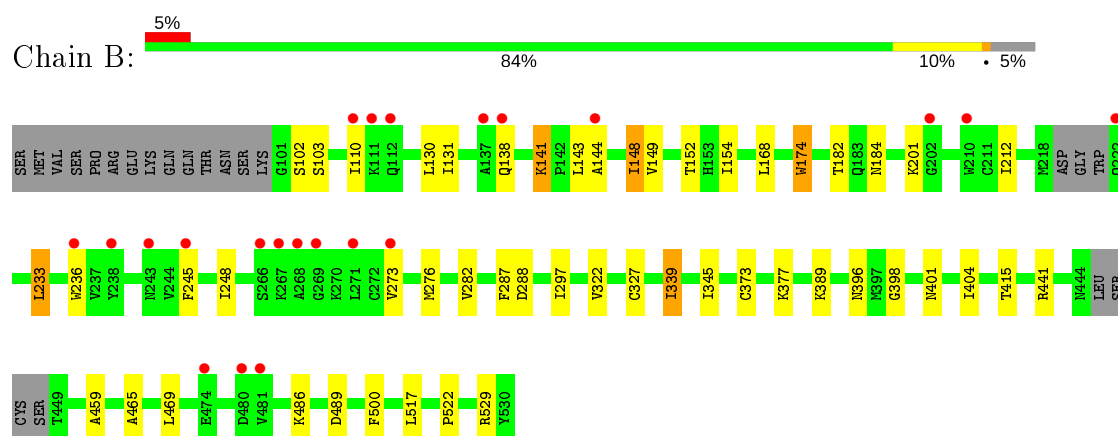 5%
Chain B:
84% 10% • 5%
SER MET VAL SER PRO ARG GLU LYS GLN GLN THR ASN SER LYS G101 S102 S103 I110 K111 Q112 L130 I131 A137 Q138 K141 P142 L143 A144 I148 V149 T152 H153 I154 L168 W174 T182 Q183 N184 K201 G202 W210 C211 I212 M218 ASP GLY TRP
L233 W236 V237 Y238 N243 V244 F245 I248 S266 K267 A268 G269 K270 L271 C272 V273 M276 V282 F287 D288 I297 V322 C327 I339 I345 C373 K377 K389 N396 M397 G398 N401 I404 T415 R441 N444 LEU SER
CYS SER T449 A459 A465 L469 E474 D480 V481 K486 D489 F500 L517 P522 R529 Y530